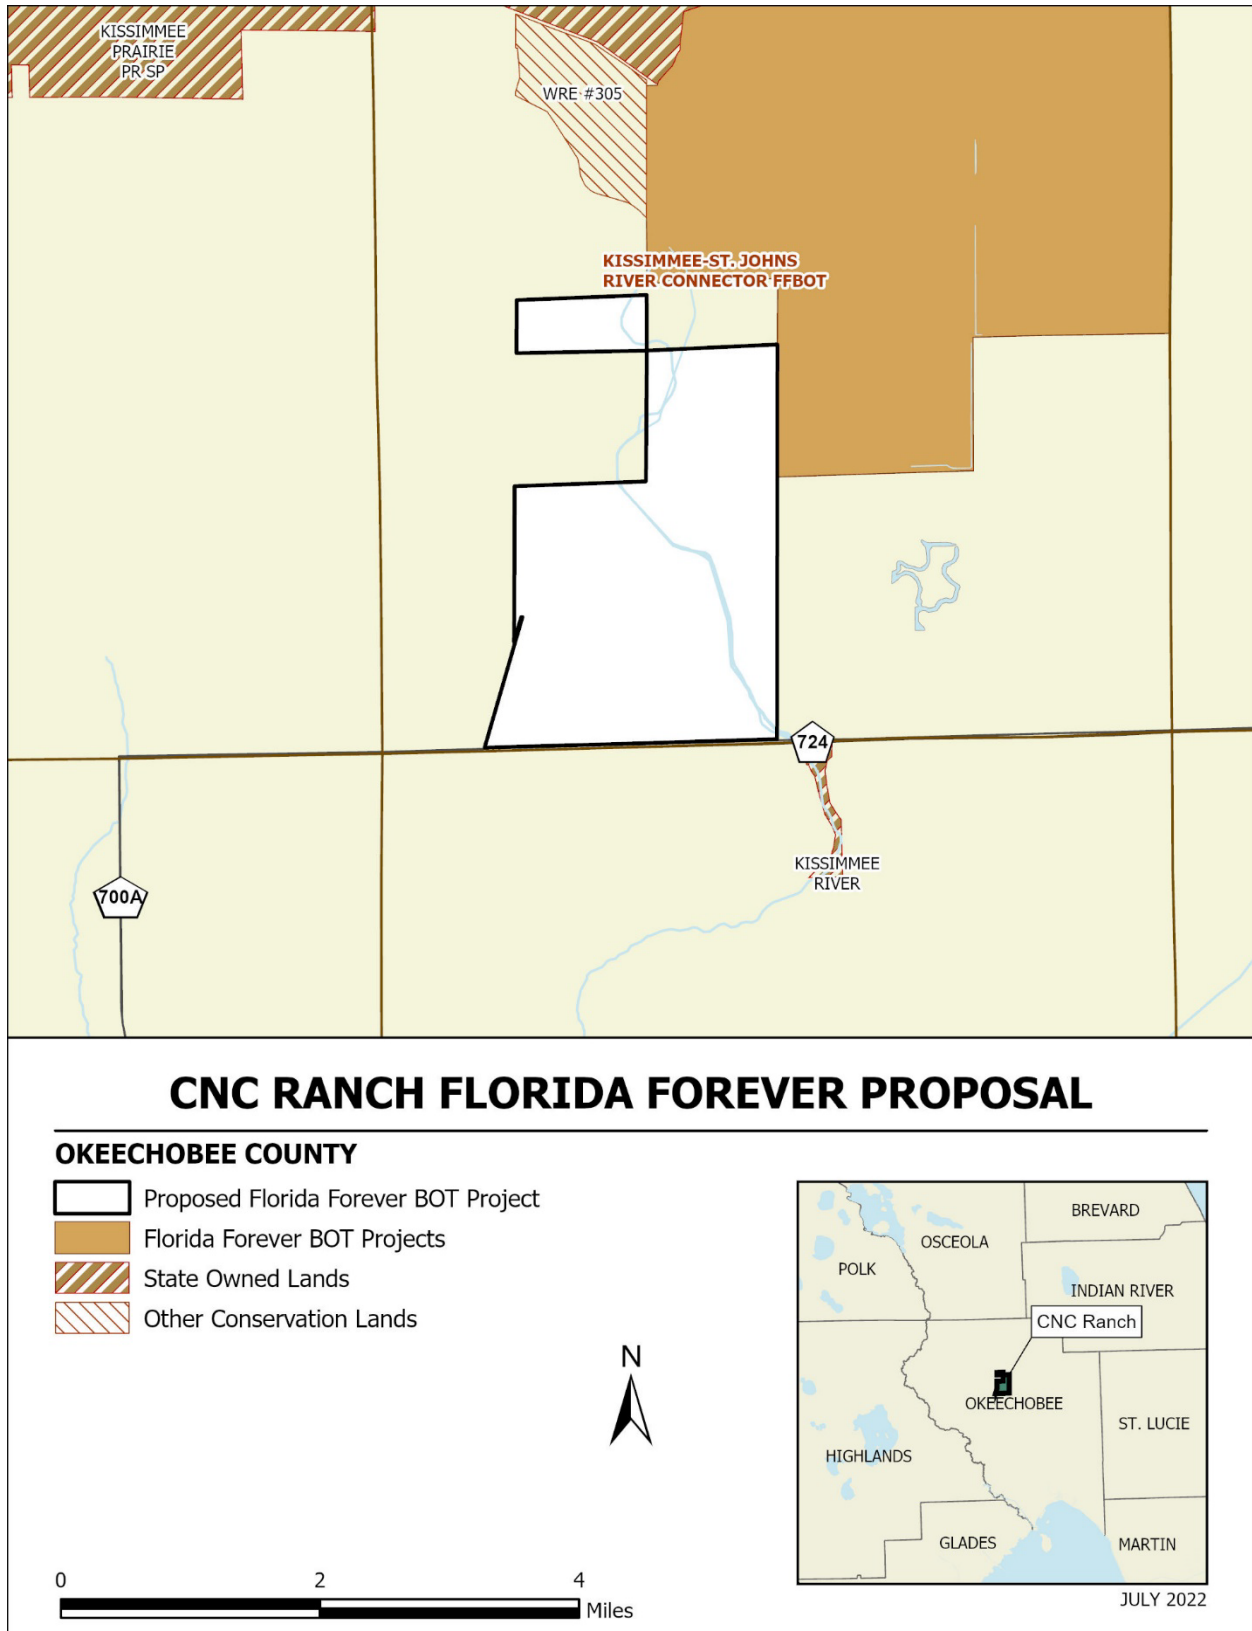 KISSIMMEE
PRAIRIE
PR SP
WRE #305
KISSIMMEE-ST. JOHNS
RIVER CONNECTOR FFBOT
724
KISSIMMEE
RIVER
700A
CNC RANCH FLORIDA FOREVER PROPOSAL
OKEECHOBEE COUNTY
Proposed Florida Forever BOT Project
Florida Forever BOT Projects
State Owned Lands
Other Conservation Lands
N
0 2 4
Miles
BREVARD
OSCEOLA
POLK
INDIAN RIVER
CNC Ranch
OKEECHOBEE
ST. LUCIE
HIGHLANDS
GLADES
MARTIN
JULY 2022